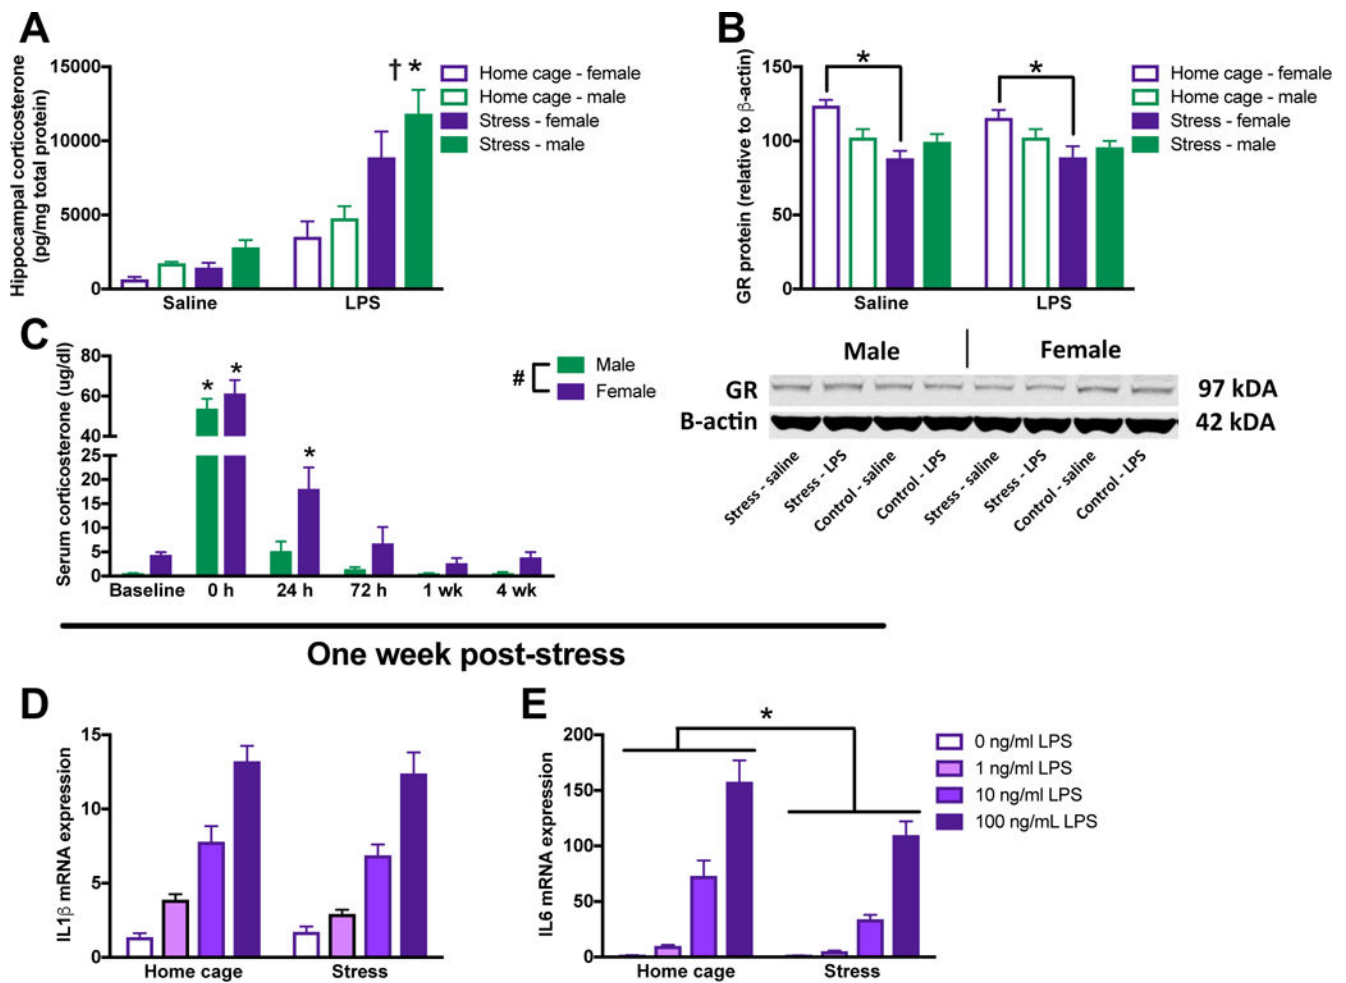 A
Hippocampal corticosterone
(pg/mg total protein)
15000
10000
5000
0
† *
Saline
LPS
Home cage - female
Home cage - male
Stress - female
Stress - male
B
GR protein (relative to β-actin)
150
100
50
0
*
*
Saline
LPS
Home cage - female
Home cage - male
Stress - female
Stress - male
Male
Female
GR
97 kDA
B-actin
42 kDA
Stress - saline
Stress - LPS
Control - saline
Control - LPS
Stress - saline
Stress - LPS
Control - saline
Control - LPS
C
Serum corticosterone (ug/dl)
80
60
40
25
20
15
10
5
0
*
*
*
Baseline
0 h
24 h
72 h
1 wk
4 wk
#
Male
Female
One week post-stress
D
IL1β mRNA expression
15
10
5
0
Home cage
Stress
E
IL6 mRNA expression
200
150
100
50
0
*
Home cage
Stress
0 ng/ml LPS
1 ng/ml LPS
10 ng/ml LPS
100 ng/mL LPS